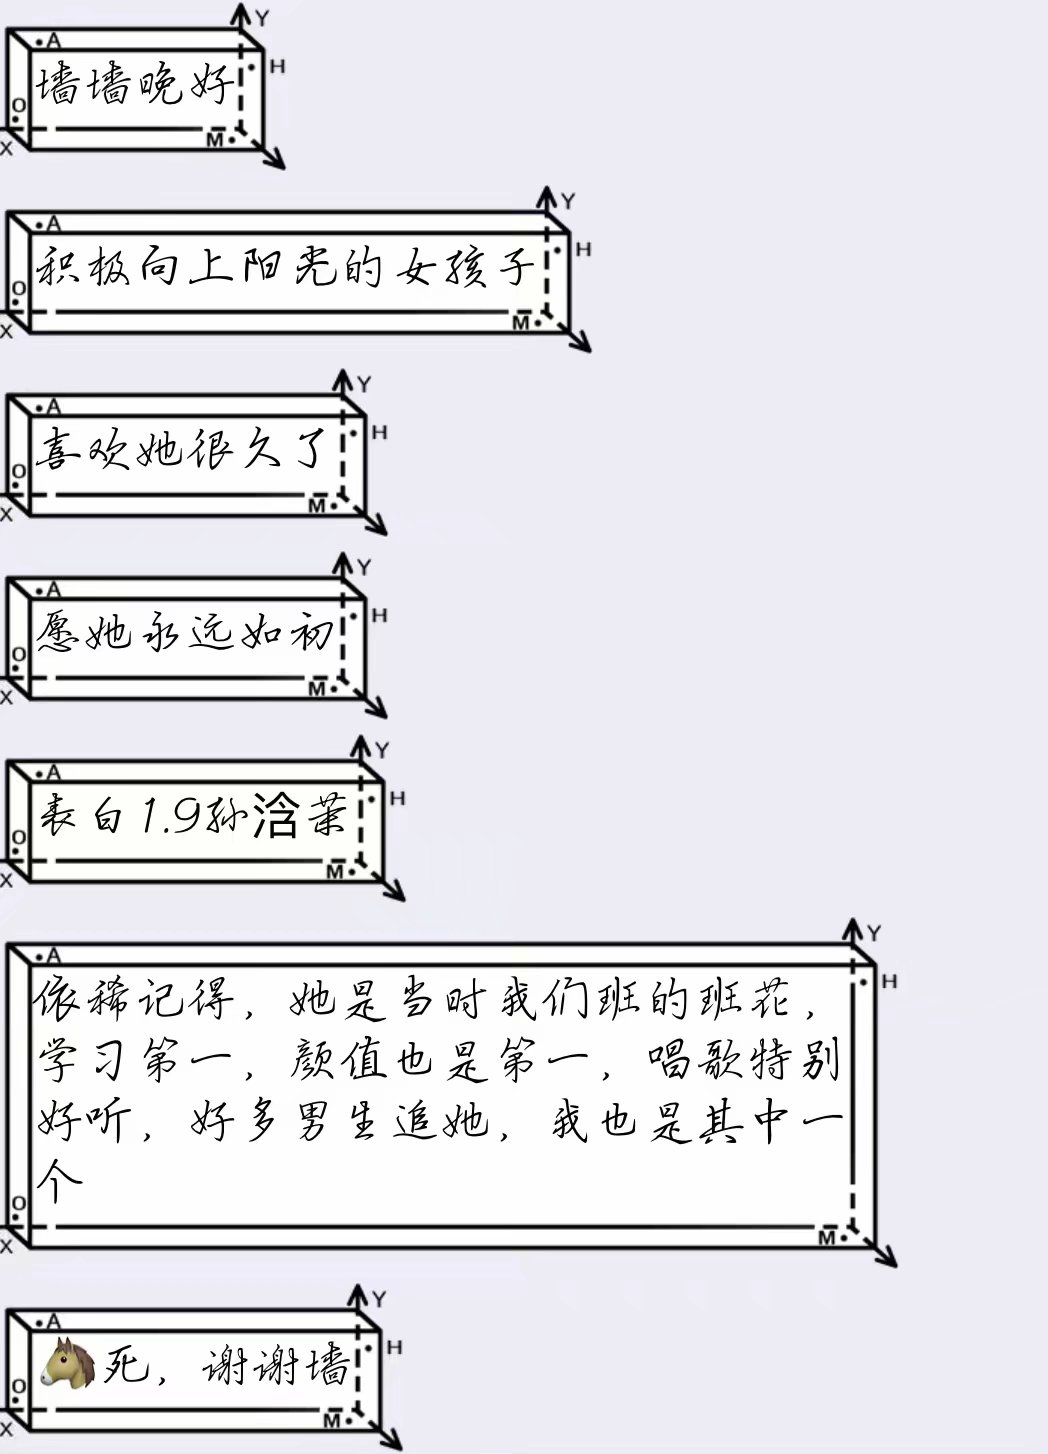 Y
A
H
墙墙晚好
O
M
X
Y
A
H
积极向上阳光的女孩子
O
M
X
Y
A
H
喜欢她很久了
O
M
X
Y
A
H
愿她永远如初
O
M
X
Y
A
H
表白1.9孙浛茉
O
M
X
Y
A
H
依稀记得，她是当时我们班的班花，
学习第一，颜值也是第一，唱歌特别
好听，好多男生追她，我也是其中一
个
O
M
X
Y
A
H
🐴死，谢谢墙
O
M
X